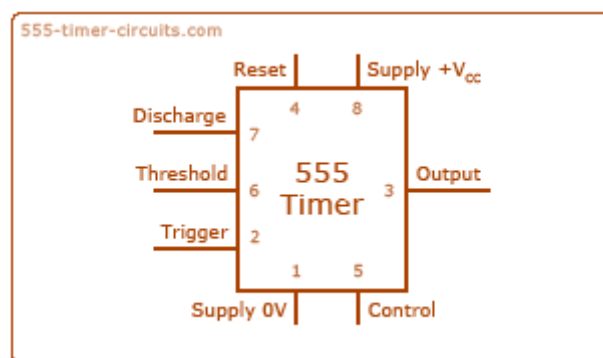 555-timer-circuits.com
Reset Supply +Vcc
4 8
Discharge
7
Threshold
6
555
Timer
3
Output
Trigger
2
1 5
Supply 0V Control